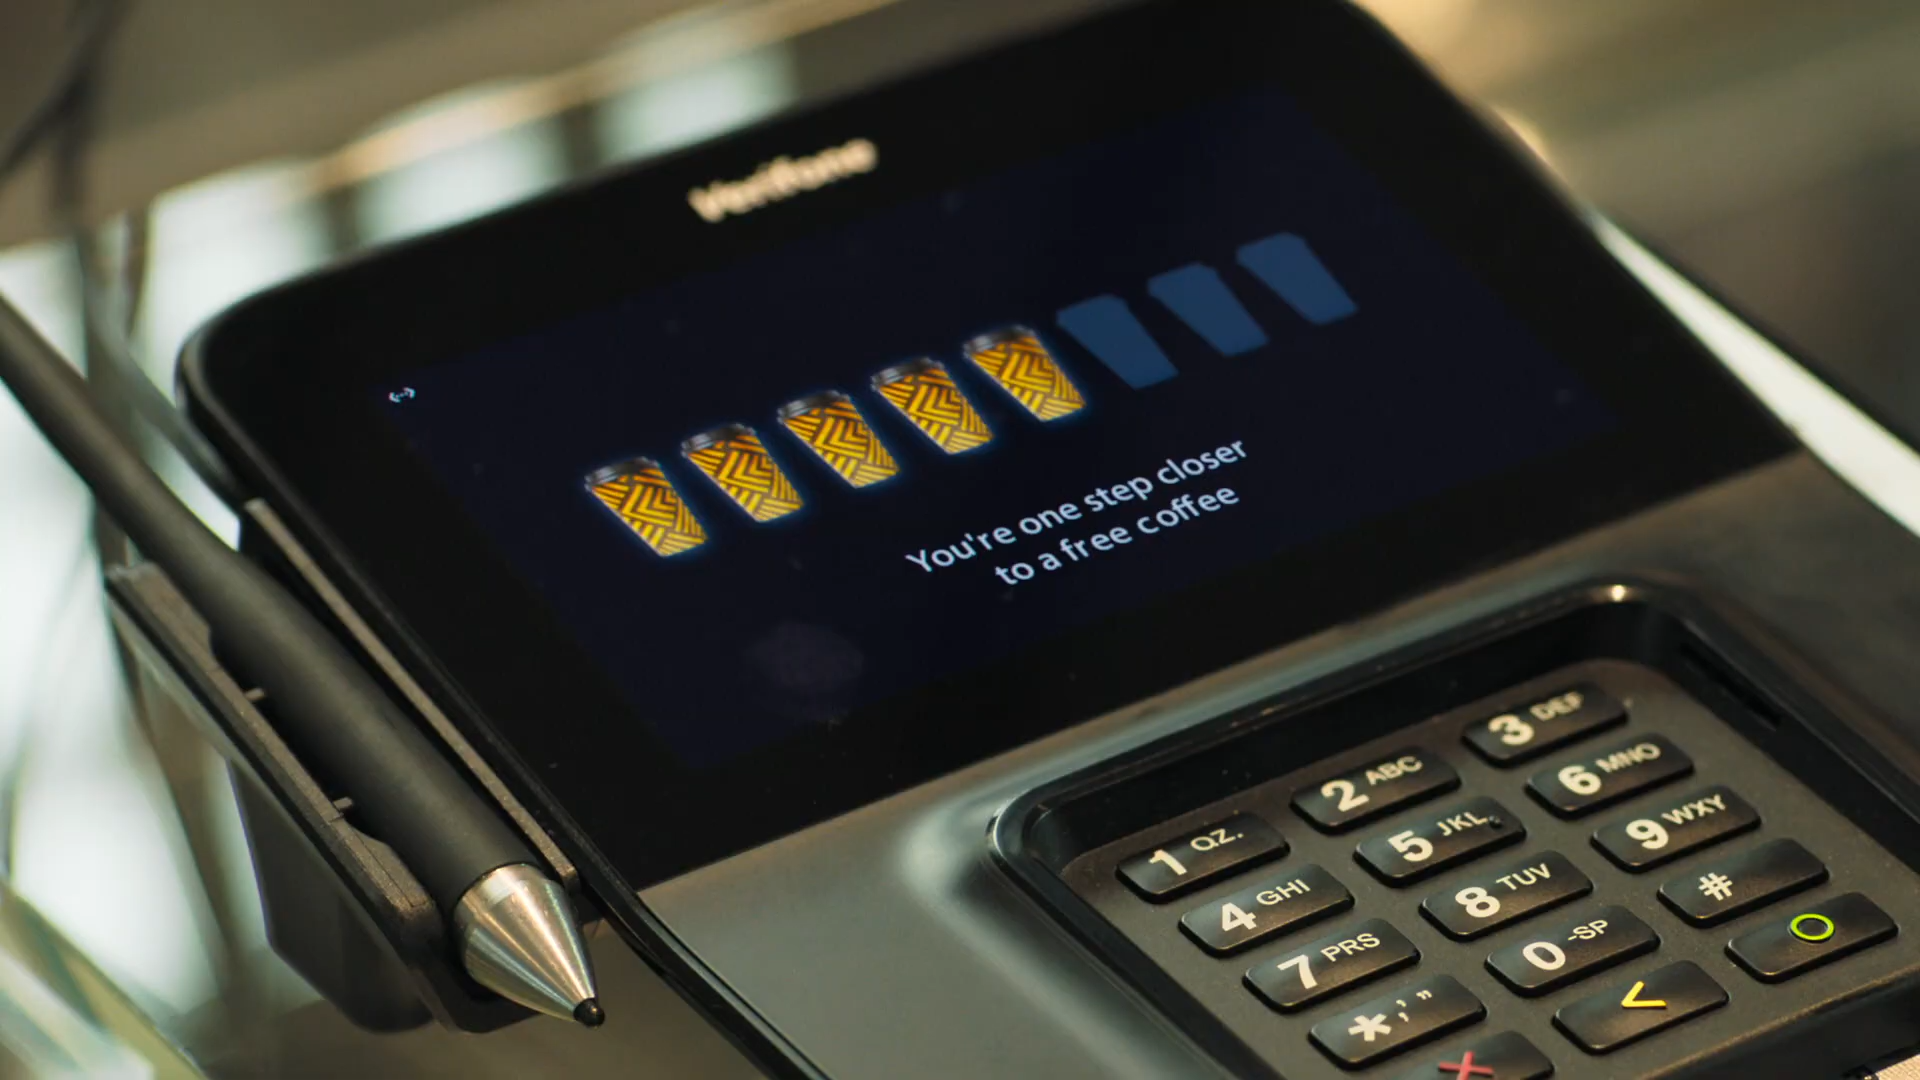 Verifone
You're one step closer
to a free coffee
1 QZ.
2 ABC
3 DEF
4 GHI
5 JKL
6 MNO
7 PRS
8 TUV
9 WXY
*,'"
0 -SP
#
<